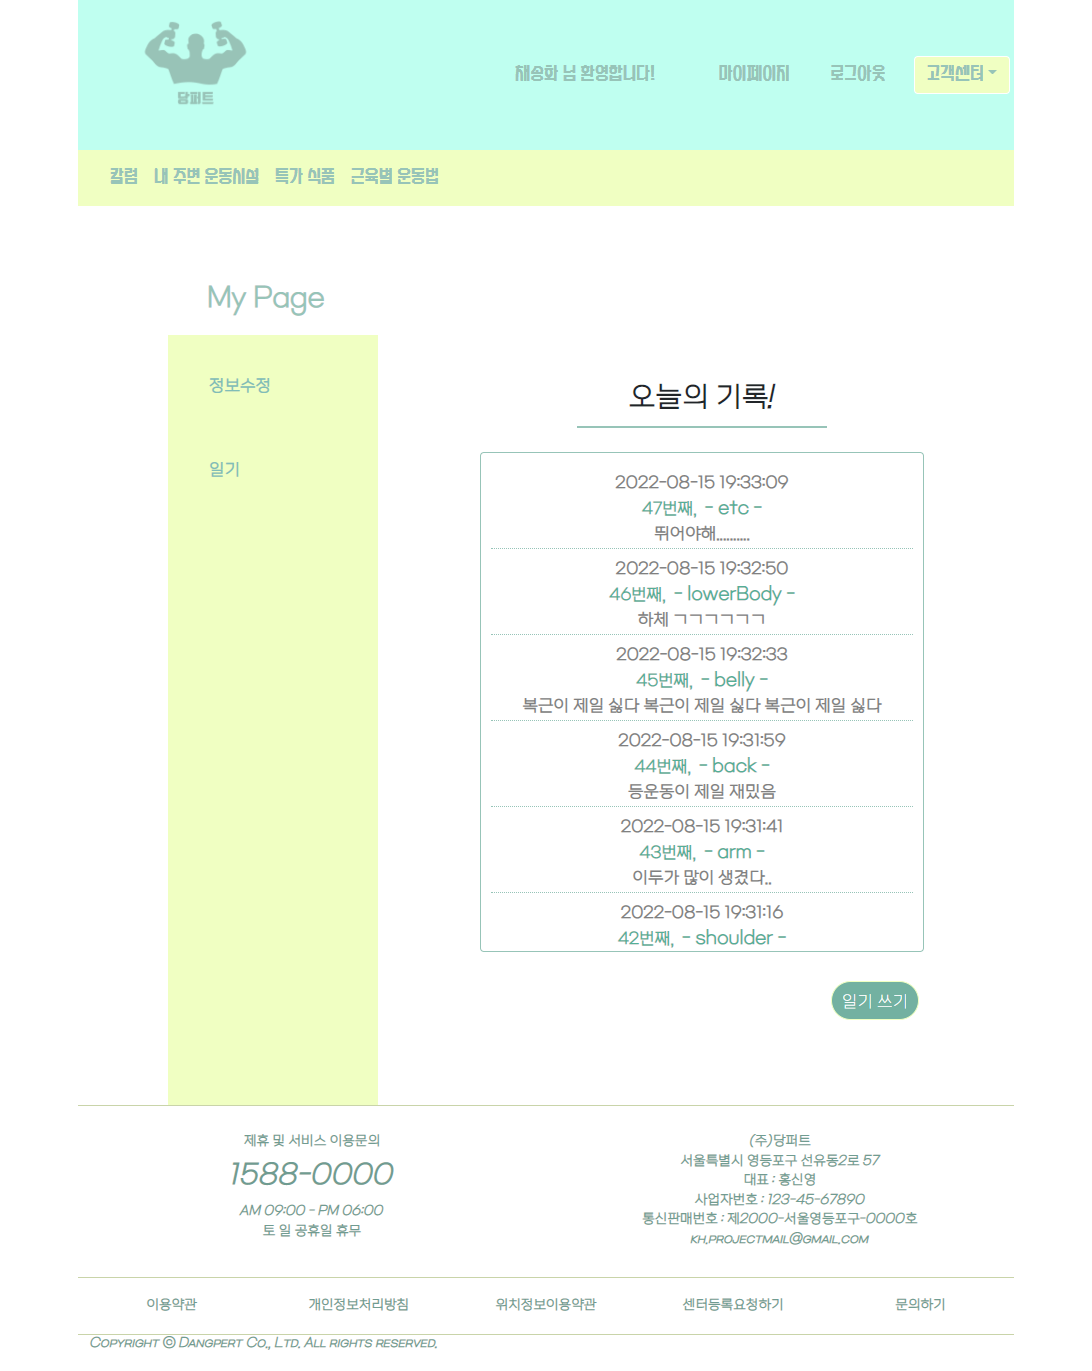 당퍼트
채송화 님 환영합니다!
마이페이지
로그아웃
고객센터
칼럼 내 주변 운동시설 특가 식품 근육별 운동법
My Page
정보수정
일기
오늘의 기록!
2022-08-15 19:33:09
47번째, - etc -
뛰어야해..........
2022-08-15 19:32:50
46번째, - lowerBody -
하체 ㄱㄱㄱㄱㄱㄱ
2022-08-15 19:32:33
45번째, - belly -
복근이 제일 싫다 복근이 제일 싫다 복근이 제일 싫다
2022-08-15 19:31:59
44번째, - back -
등운동이 제일 재밌음
2022-08-15 19:31:41
43번째, - arm -
이두가 많이 생겼다..
2022-08-15 19:31:16
42번째, - shoulder -
일기 쓰기
제휴 및 서비스 이용문의
1588-0000
AM 09:00 - PM 06:00
토 일 공휴일 휴무
(주)당퍼트
서울특별시 영등포구 선유동2로 57
대표 : 홍신영
사업자번호 : 123-45-67890
통신판매번호 : 제2000-서울영등포구-0000호
KH.PROJECTMAIL@GMAIL.COM
이용약관
개인정보처리방침
위치정보이용약관
센터등록요청하기
문의하기
Copyright ⓒ Dangpert Co., Ltd. All rights reserved.